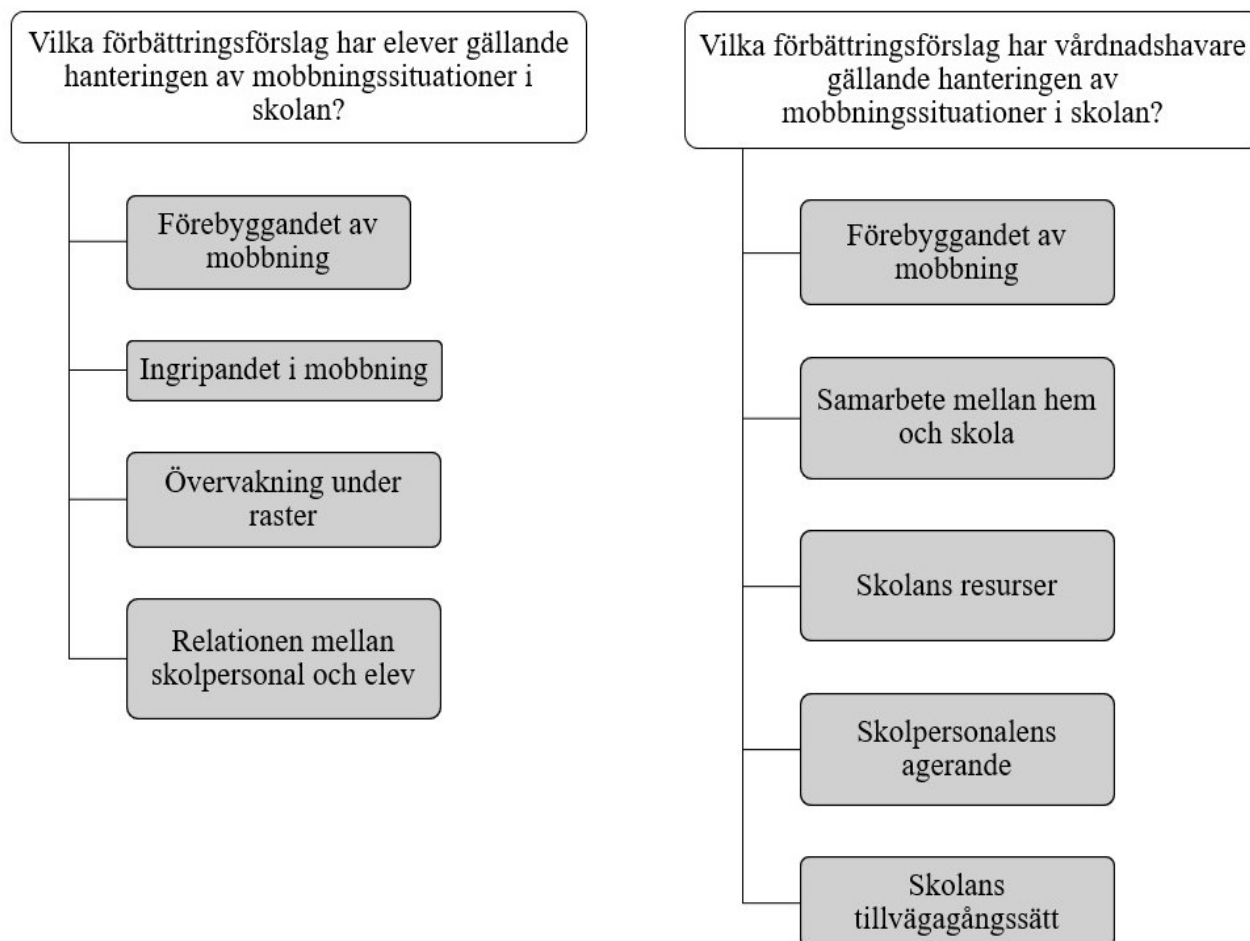 Vilka förbättringsförslag har elever gällande
hanteringen av mobbningssituationer i
skolan?
Förebyggandet av
mobbning
Ingripandet i mobbning
Övervakning under
raster
Relationen mellan
skolpersonal och elev
Vilka förbättringsförslag har vårdnadshavare
gällande hanteringen av
mobbningssituationer i skolan?
Förebyggandet av
mobbning
Samarbete mellan hem
och skola
Skolans resurser
Skolpersonalens
agerande
Skolans
tillvägagångssätt